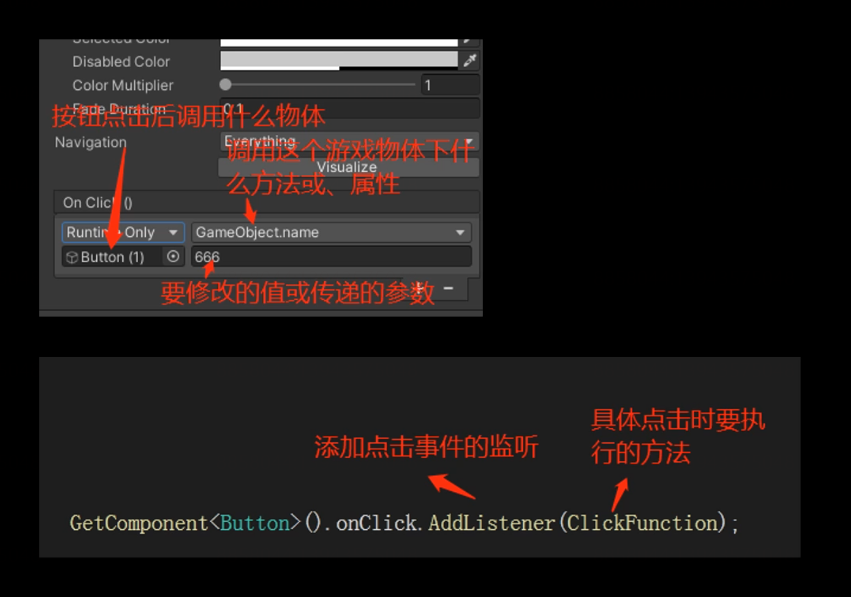 Selected Color
Disabled Color
Color Multiplier
1
Fade Duration
0.1
按钮点击后调用什么物体
Navigation
Everything
调用这个游戏物体下什
Visualize
么方法或、属性
On Click ()
Runtime Only
GameObject.name
Button (1)
666
要修改的值或传递的参数
+ −
具体点击时要执
行的方法
添加点击事件的监听
GetComponent<Button>().onClick.AddListener(ClickFunction);